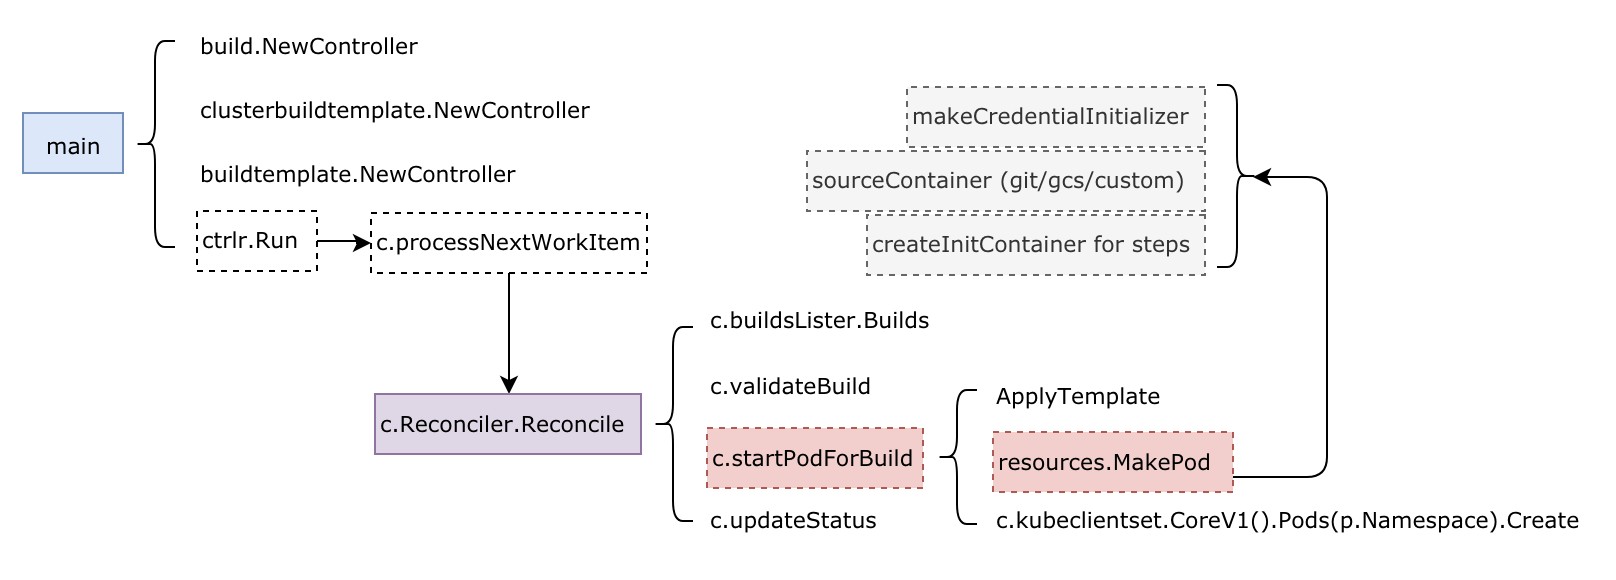 main
build.NewController
clusterbuildtemplate.NewController
buildtemplate.NewController
ctrlr.Run
c.processNextWorkItem
makeCredentialInitializer
sourceContainer (git/gcs/custom)
createInitContainer for steps
c.Reconciler.Reconcile
c.buildsLister.Builds
c.validateBuild
c.startPodForBuild
c.updateStatus
ApplyTemplate
resources.MakePod
c.kubeclientset.CoreV1().Pods(p.Namespace).Create